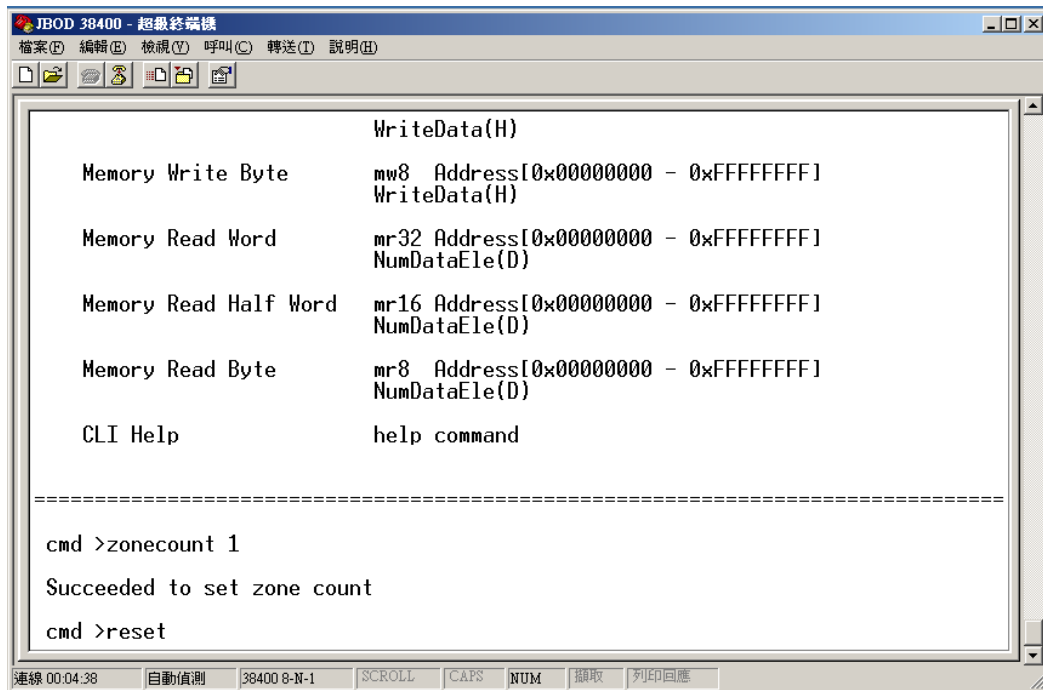 JBOD 38400 - 超級終端機
檔案(F) 編輯(E) 檢視(V) 呼叫(C) 轉送(T) 說明(H)
WriteData(H)
Memory Write Byte mw8 Address[0x00000000 - 0xFFFFFFFF]
WriteData(H)
Memory Read Word mr32 Address[0x00000000 - 0xFFFFFFFF]
NumDataEle(D)
Memory Read Half Word mr16 Address[0x00000000 - 0xFFFFFFFF]
NumDataEle(D)
Memory Read Byte mr8 Address[0x00000000 - 0xFFFFFFFF]
NumDataEle(D)
CLI Help help command
================================================================================
cmd >zonecount 1
Succeeded to set zone count
cmd >reset
連線 00:04:38 自動偵測 38400 8-N-1 SCROLL CAPS NUM 擷取 列印回應